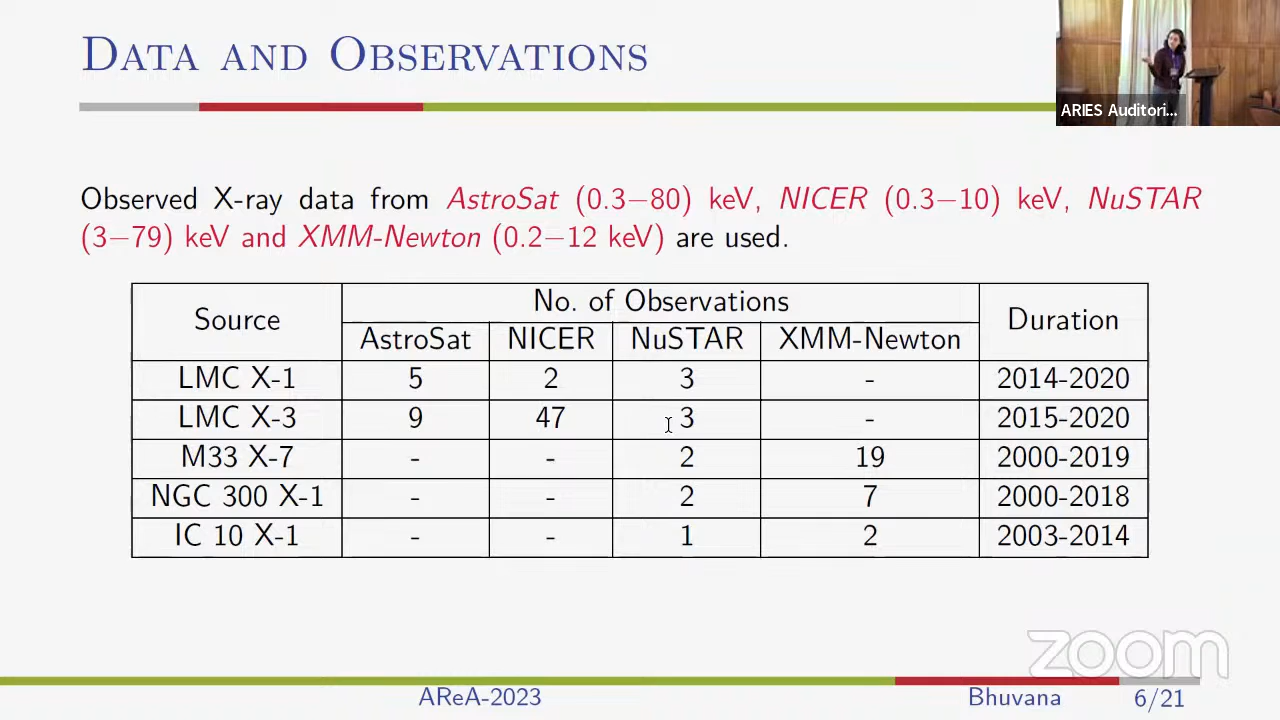 DATA AND OBSERVATIONS
ARIES Auditori...
Observed X-ray data from AstroSat (0.3–80) keV, NICER (0.3–10) keV, NuSTAR
(3–79) keV and XMM-Newton (0.2–12 keV) are used.
Source No. of Observations Duration
AstroSat NICER NuSTAR XMM-Newton
LMC X-1 5 2 3 - 2014-2020
LMC X-3 9 47 3 - 2015-2020
M33 X-7 - - 2 19 2000-2019
NGC 300 X-1 - - 2 7 2000-2018
IC 10 X-1 - - 1 2 2003-2014
zoom
AReA-2023 Bhuvana 6/21